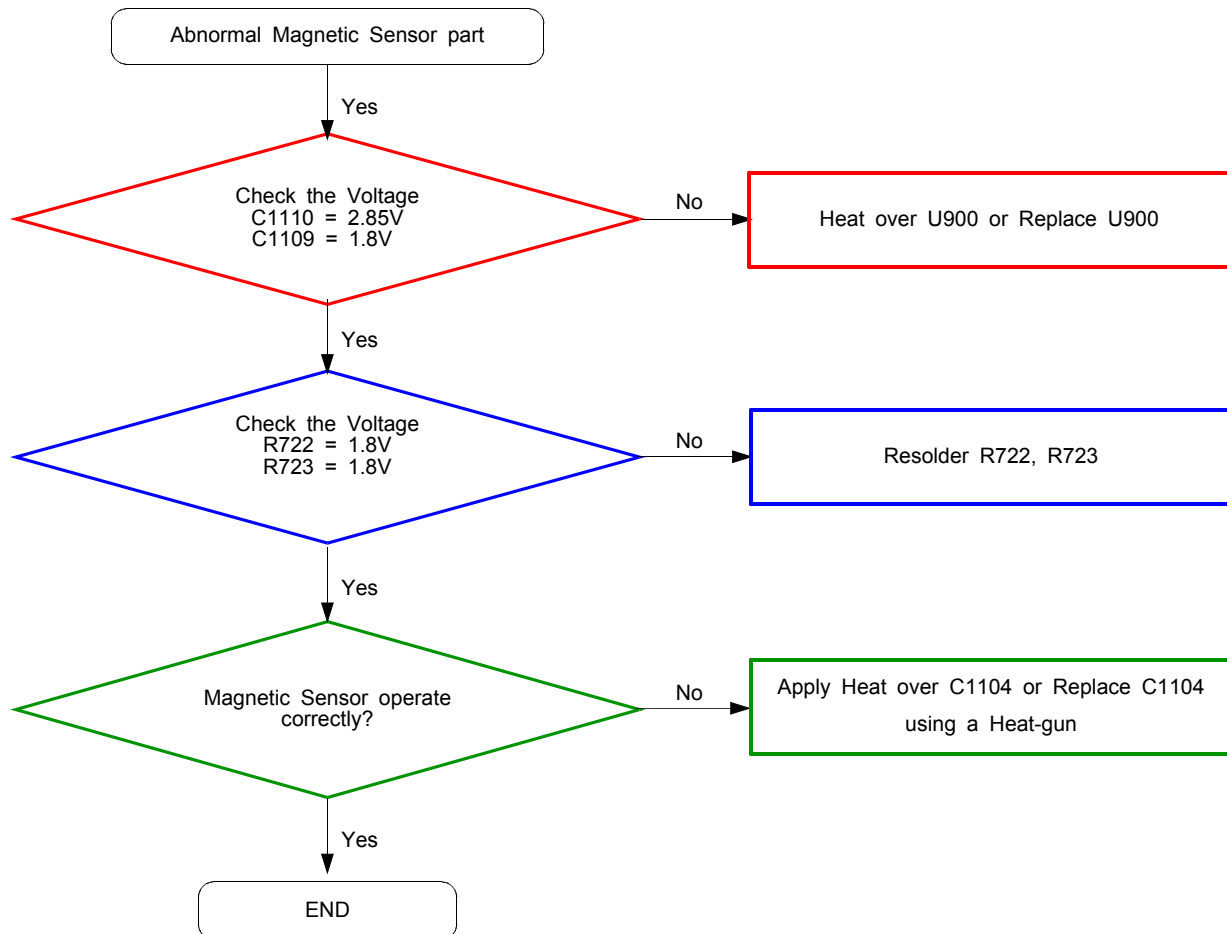 Abnormal Magnetic Sensor part
Yes
Check the Voltage
C1110 = 2.85V
C1109 = 1.8V
No
Heat over U900 or Replace U900
Yes
Check the Voltage
R722 = 1.8V
R723 = 1.8V
No
Resolder R722, R723
Yes
Magnetic Sensor operate
correctly?
No
Apply Heat over C1104 or Replace C1104
using a Heat-gun
Yes
END